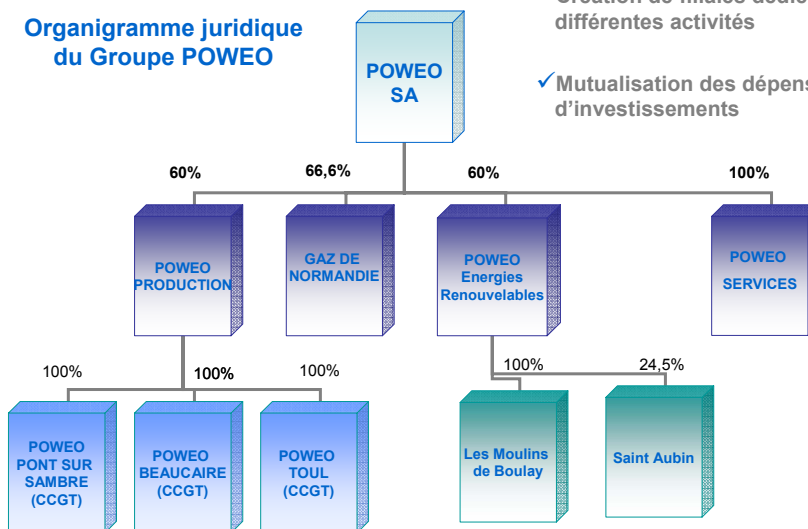 différentes activités
Organigramme juridique
du Groupe POWEO
✓Mutualisation des
d'investissements
POWEO
SA
60%
66,6%
60%
100%
POWEO
PRODUCTION
GAZ DE
NORMANDIE
POWEO
Energies
Renouvelables
POWEO
SERVICES
100%
100%
100%
100%
24,5%
POWEO
PONT SUR
SAMBRE
(CCGT)
POWEO
BEAUCAIRE
(CCGT)
POWEO
TOUL
(CCGT)
Les Moulins
de Boulay
Saint Aubin